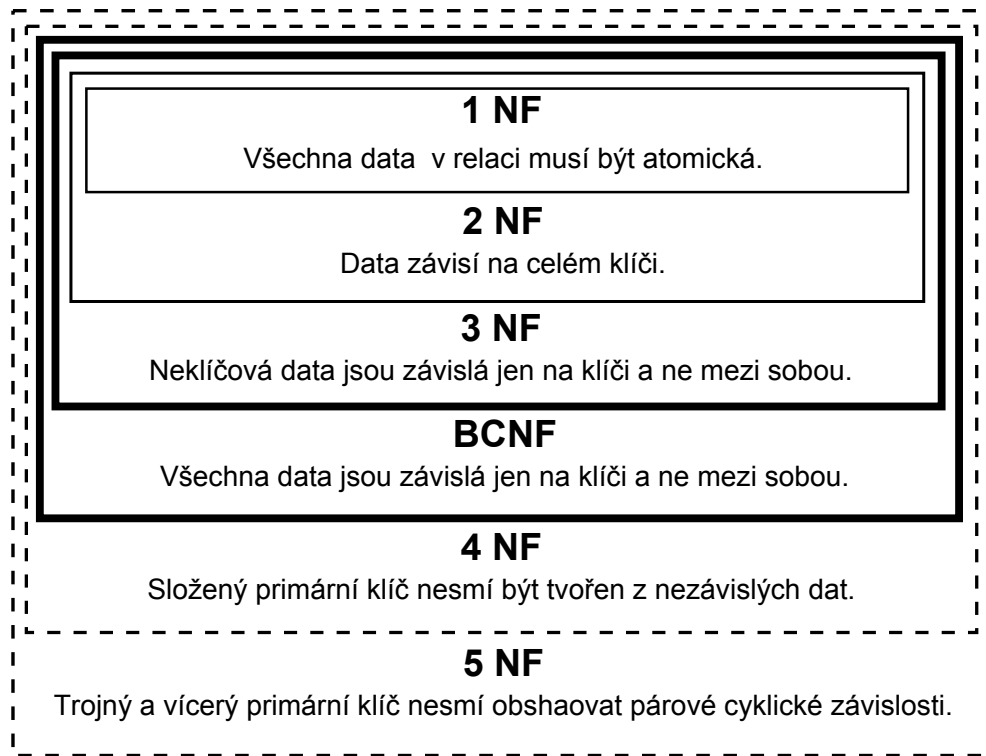 1 NF
Všechna data  v relaci musí být atomická.
2 NF
Data závisí na celém klíči.
3 NF
Neklíčová data jsou závislá jen na klíči a ne mezi sobou.
BCNF
Všechna data jsou závislá jen na klíči a ne mezi sobou.
4 NF
Složený primární klíč nesmí být tvořen z nezávislých dat.
5 NF
Trojný a vícerý primární klíč nesmí obshaovat párové cyklické závislosti.